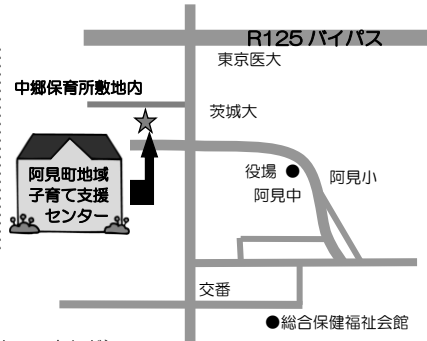 R125 バイパス
東京医大
中郷保育所敷地内
茨城大
阿見町地域
子育て支援
センター
役場 ●
阿見小
阿見中
交番
●総合保健福祉会館